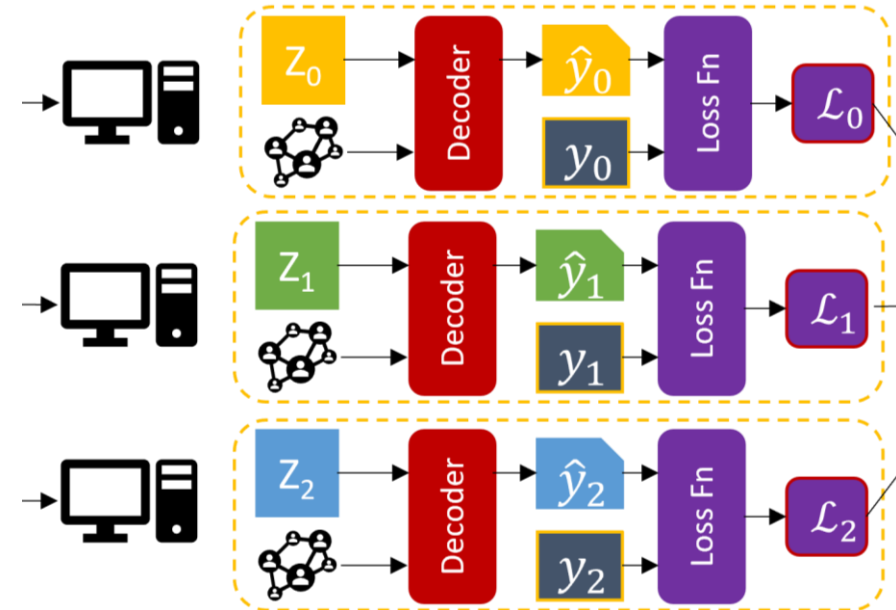 Z₀ Decoder ŷ₀ Loss Fn ℒ₀
y₀
Z₁ Decoder ŷ₁ Loss Fn ℒ₁
y₁
Z₂ Decoder ŷ₂ Loss Fn ℒ₂
y₂